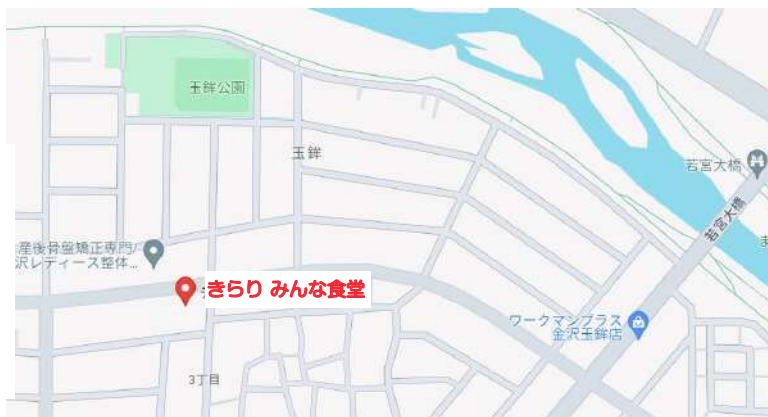 玉鉾公園
玉鉾
若宮大橋
若宮大橋
産後骨盤矯正専門/
沢レディース整体...
きらり みんな食堂
ワークマンプラス
金沢玉鉾店
3丁目
ま